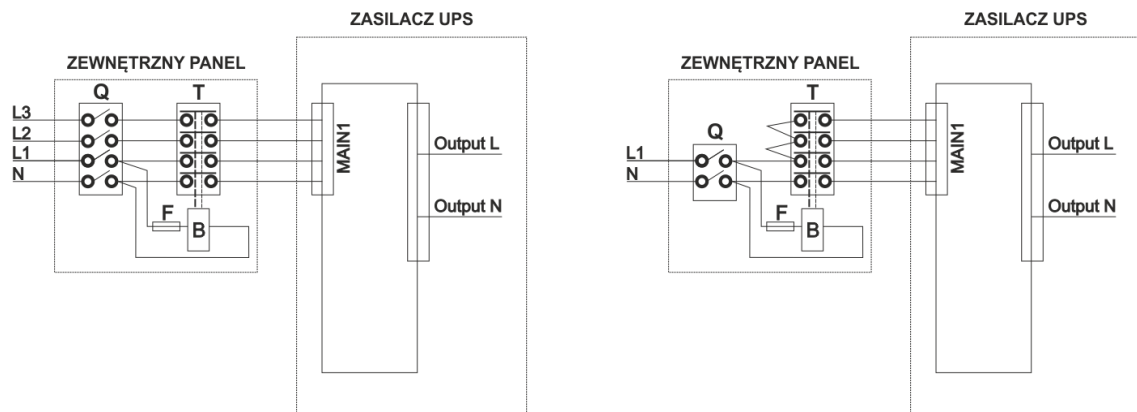 ZASILACZ UPS
ZEWNĘTRZNY PANEL
Q
T
L3
L2
L1
N
F
B
MAIN1
Output L
Output N
ZASILACZ UPS
ZEWNĘTRZNY PANEL
T
Q
L1
N
F
B
MAIN1
Output L
Output N